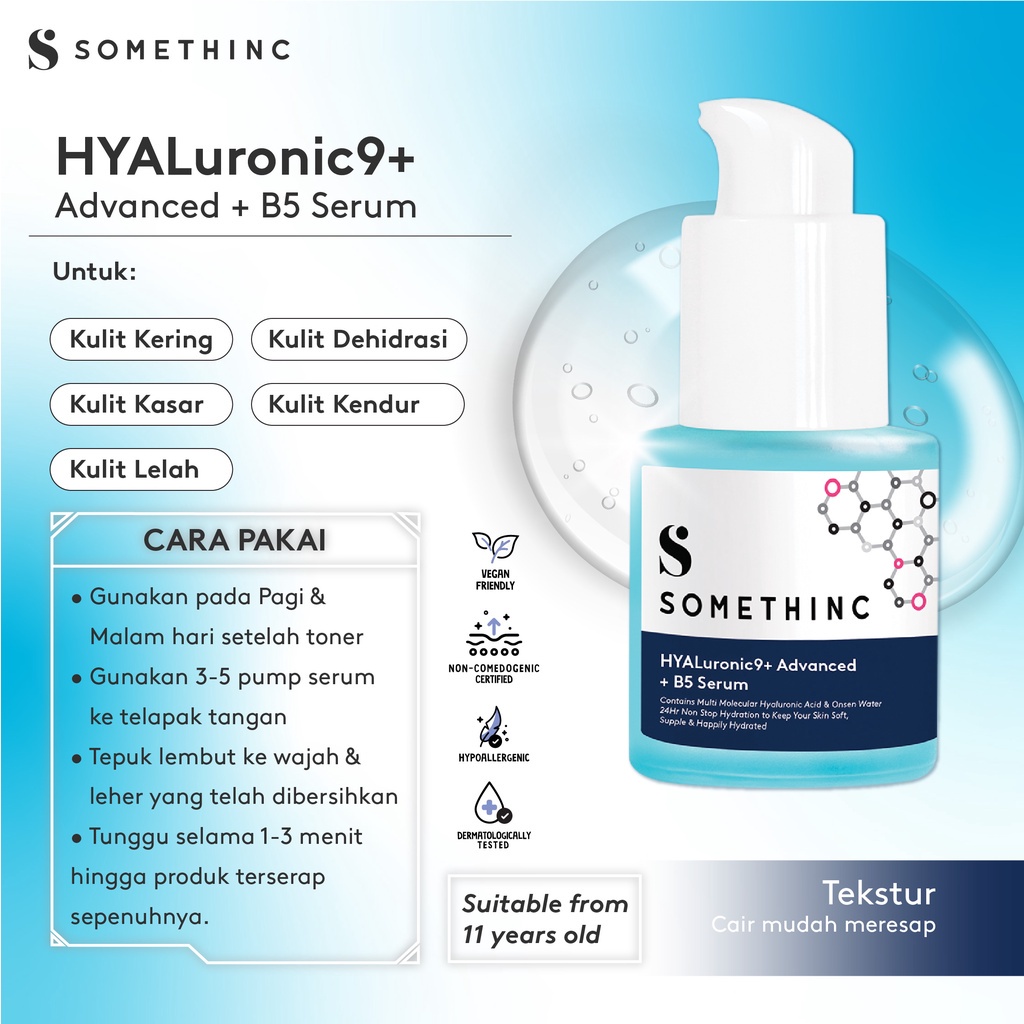 SOMETHINC
HYALuronic9+
Advanced + B5 Serum
Untuk:
Kulit Kering
Kulit Dehidrasi
Kulit Kasar
Kulit Kendur
Kulit Lelah
CARA PAKAI
• Gunakan pada Pagi &
Malam hari setelah toner
• Gunakan 3-5 pump serum
ke telapak tangan
• Tepuk lembut ke wajah &
leher yang telah dibersihkan
• Tunggu selama 1-3 menit
hingga produk terserap
sepenuhnya.
VEGAN
FRIENDLY
NON-COMEDOGENIC
CERTIFIED
HYPOALLERGENIC
DERMATOLOGICALLY
TESTED
Suitable from
11 years old
SOMETHINC
HYALuronic9+ Advanced
+ B5 Serum
Contains Multi Molecular Hyaluronic Acid & Onsen Water
24Hr Non Stop Hydration to Keep Your Skin Soft,
Supple & Happily Hydrated
Tekstur
Cair mudah meresap